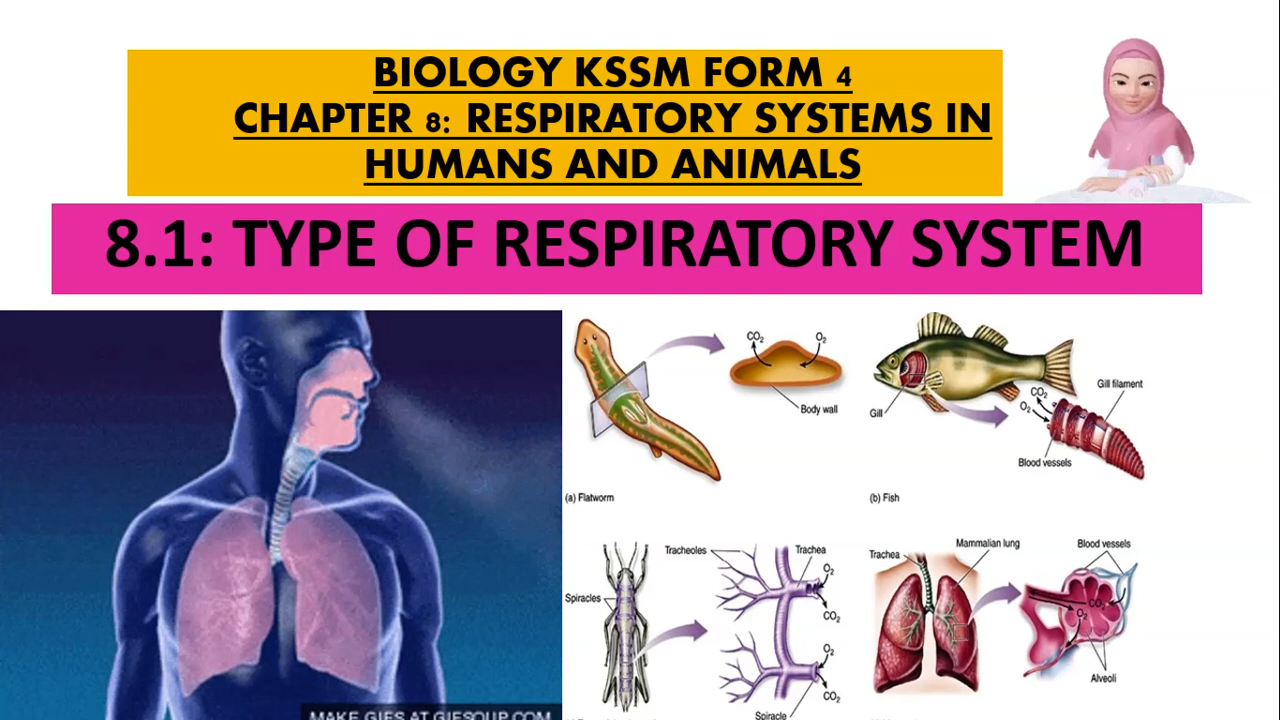 BIOLOGY KSSM FORM 4
CHAPTER 8: RESPIRATORY SYSTEMS IN
HUMANS AND ANIMALS
8.1: TYPE OF RESPIRATORY SYSTEM
CO2
O2
Body wall
(a) Flatworm
Gill
CO2
O2
Gill filament
Blood vessels
(b) Fish
Tracheoles
Trachea
Spiracles
O2
CO2
O2
CO2
Spiracle
Trachea
Mammalian lung
Blood vessels
CO2
O2
Alveoli
MAKE GIFS AT GIFSOUP.COM